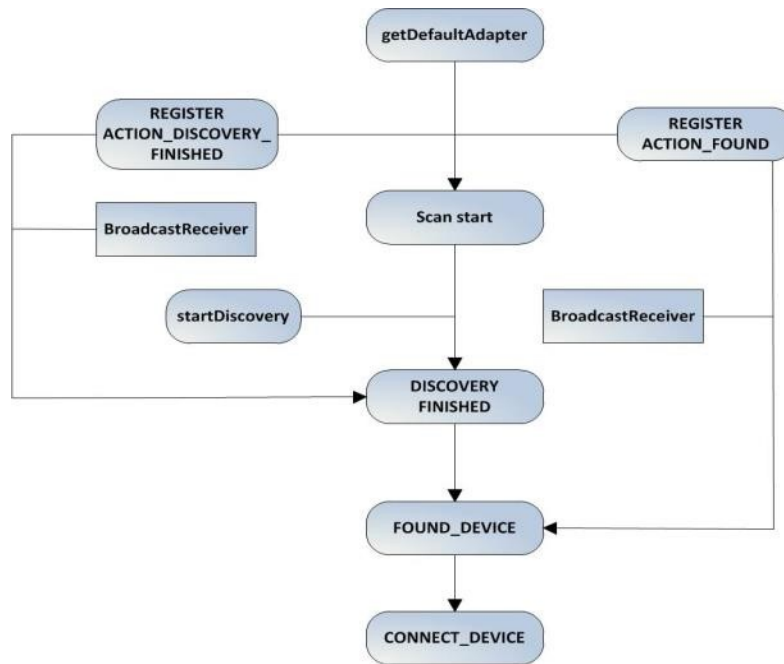 getDefaultAdapter
REGISTER
ACTION_DISCOVERY_
FINISHED
REGISTER
ACTION_FOUND
Scan start
BroadcastReceiver
startDiscovery
BroadcastReceiver
DISCOVERY
FINISHED
FOUND_DEVICE
CONNECT_DEVICE